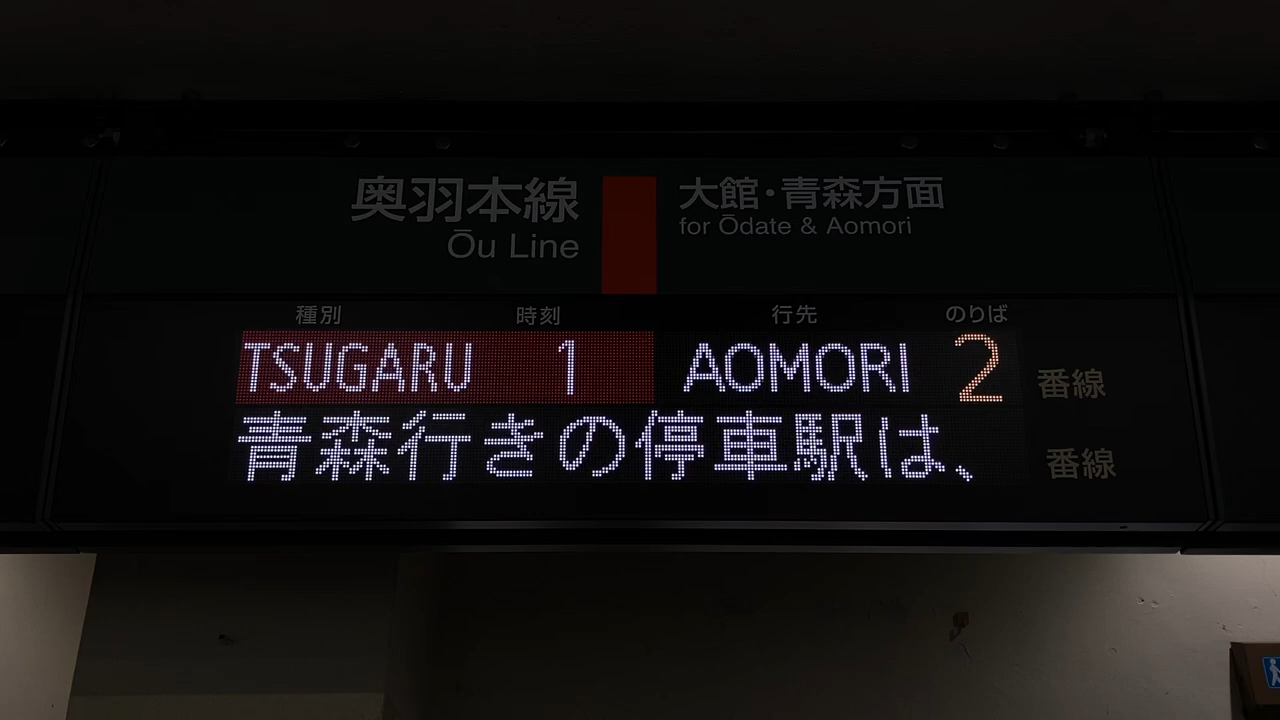 奥羽本線
Ōu Line
大館・青森方面
for Ōdate & Aomori
種別 時刻 行先 のりば
TSUGARU 1 AOMORI 2 番線
青森行きの停車駅は、 番線